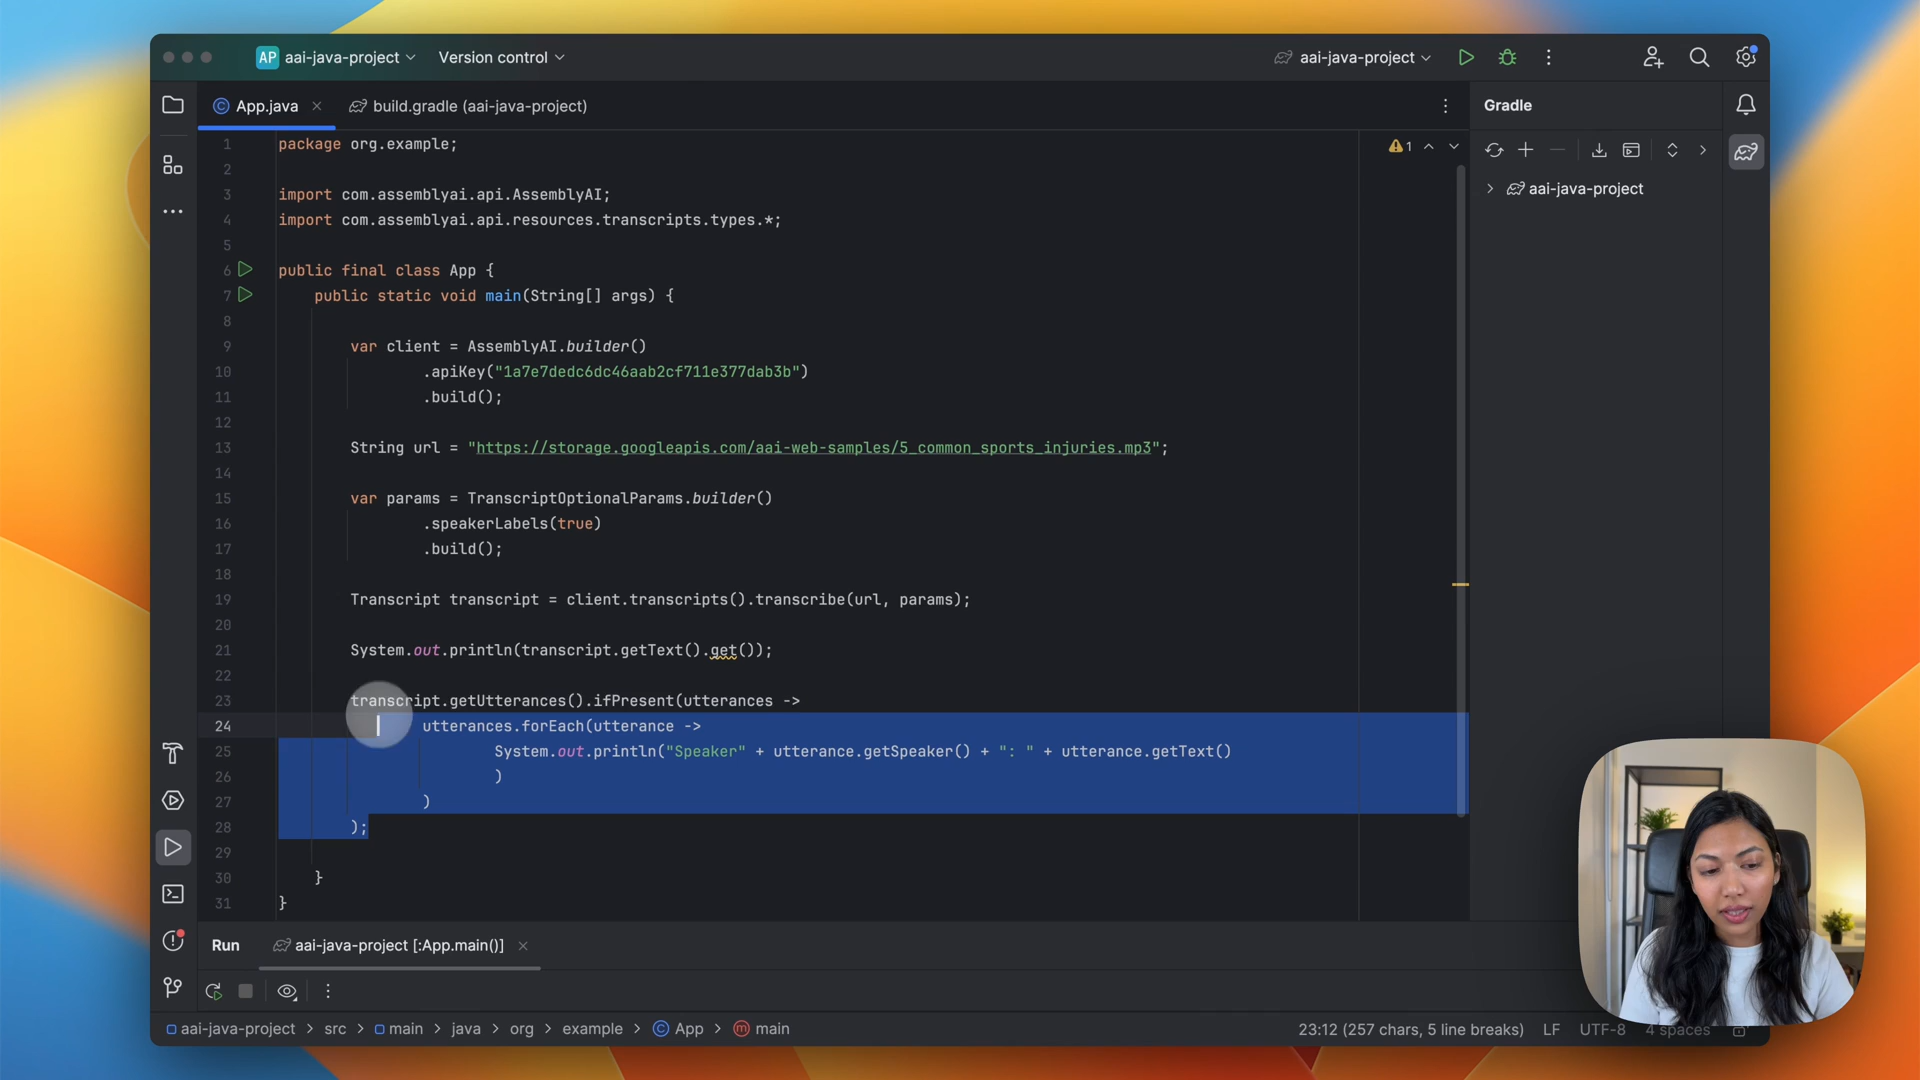 AP aai-java-project Version control aai-java-project
App.java build.gradle (aai-java-project) Gradle
1 package org.example; 1
2
3 import com.assemblyai.api.AssemblyAI; aai-java-project
4 import com.assemblyai.api.resources.transcripts.types.*;
5
6 public final class App {
7 public static void main(String[] args) {
8
9 var client = AssemblyAI.builder()
10 .apiKey("1a7e7dedc6dc46aab2cf711e377dab3b")
11 .build();
12
13 String url = "https://storage.googleapis.com/aai-web-samples/5_common_sports_injuries.mp3";
14
15 var params = TranscriptOptionalParams.builder()
16 .speakerLabels(true)
17 .build();
18
19 Transcript transcript = client.transcripts().transcribe(url, params);
20
21 System.out.println(transcript.getText().get());
22
23 transcript.getUtterances().ifPresent(utterances ->
24 utterances.forEach(utterance ->
25 System.out.println("Speaker" + utterance.getSpeaker() + ": " + utterance.getText()
26 )
27 )
28 );
29
30 }
31 }
Run aai-java-project [:App.main()]
aai-java-project > src > main > java > org > example > App > main 23:12 (257 chars, 5 line breaks) LF UTF-8 4 spaces